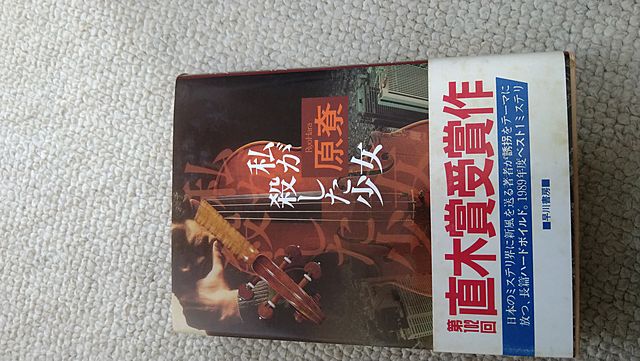 私が
殺した
少女
原尞
Ryo Hara
第102回
直木賞受賞作
日本のミステリ界に新風を送る著者が誘拐をテーマに
放つ、長篇ハードボイルド。1989年度ベスト1ミステリ
■早川書房■